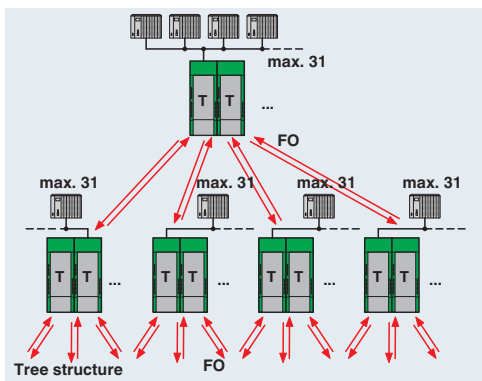 max. 31
T T ...
FO
max. 31 max. 31 max. 31 max. 31
T T ... T T ... T T ... T T ...
Tree structure FO